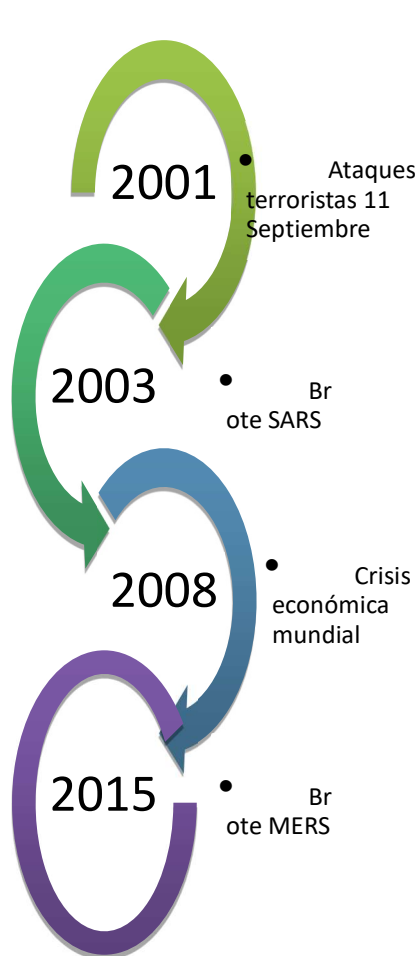 2001
• Ataques
terroristas 11
Septiembre
2003
• Br
ote SARS
2008
• Crisis
económica
mundial
2015
• Br
ote MERS